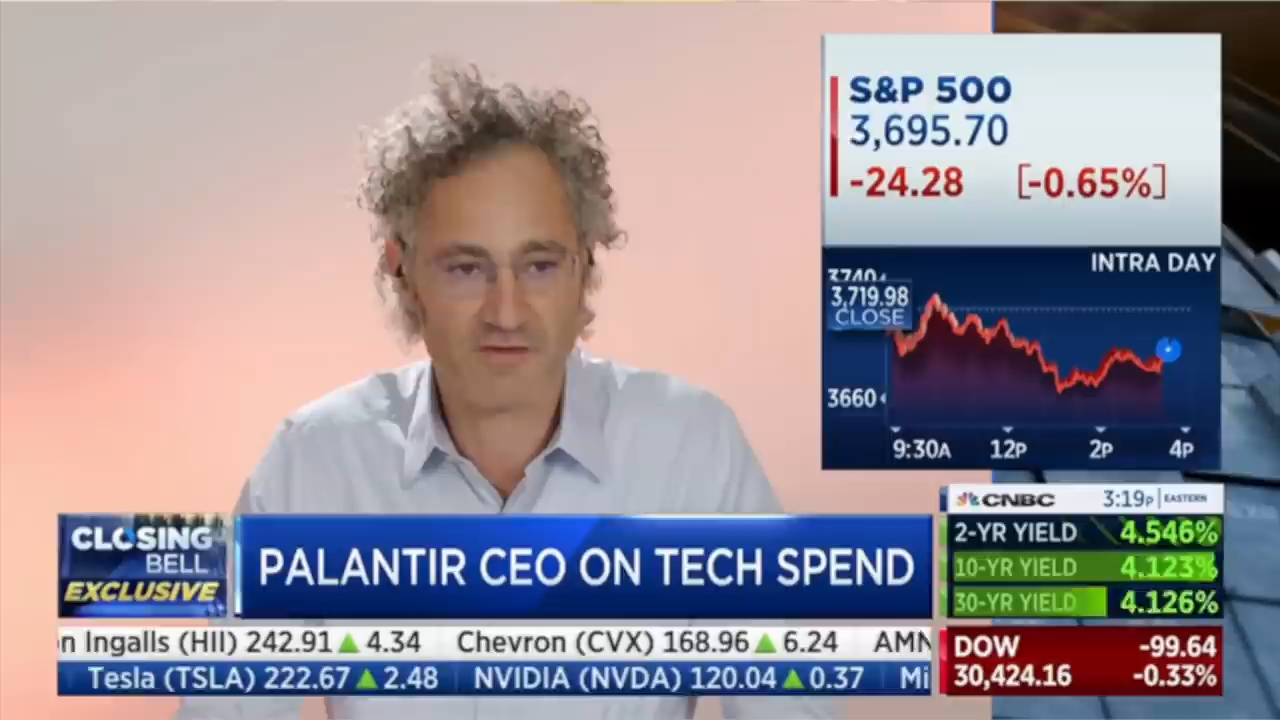 S&P 500
3,695.70
-24.28 [-0.65%]
INTRA DAY
3740
3,719.98
CLOSE
3660
9:30A 12P 2P 4P
CNBC 3:19P EASTERN
2-YR YIELD 4.546%
10-YR YIELD 4.123%
30-YR YIELD 4.126%
CLOSING
BELL
EXCLUSIVE
PALANTIR CEO ON TECH SPEND
n Ingalls (HII) 242.91 ▲ 4.34 Chevron (CVX) 168.96 ▲ 6.24 AMN
Tesla (TSLA) 222.67 ▲ 2.48 NVIDIA (NVDA) 120.04 ▲ 0.37 Mi
DOW -99.64
30,424.16 -0.33%